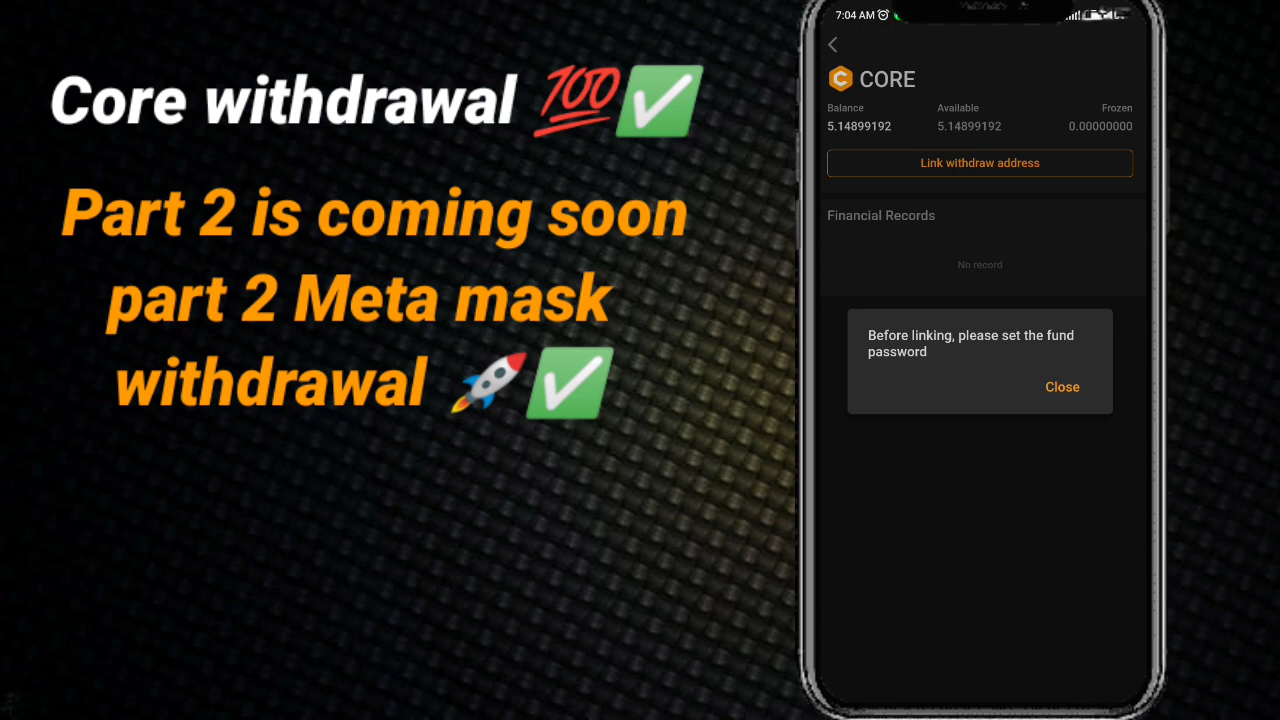 Core withdrawal 💯✅
Part 2 is coming soon
part 2 Meta mask
withdrawal 🚀✅
7:04 AM
CORE
Balance Available Frozen
5.14899192 5.14899192 0.00000000
Link withdraw address
Financial Records
No record
Before linking, please set the fund
password
Close